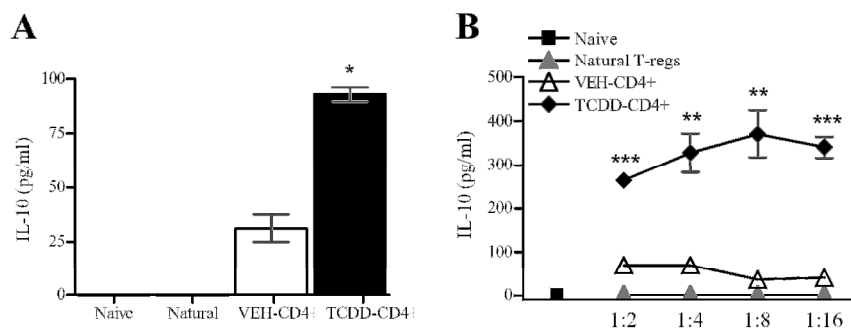 A
IL-10 (pg/ml)
100
75
50
25
0
*
Naive
Natural
VEH-CD4+
TCDD-CD4+
B
Naive
Natural T-regs
VEH-CD4+
TCDD-CD4+
IL-10 (pg/ml)
500
400
300
200
100
0
***
**
**
***
1:2
1:4
1:8
1:16